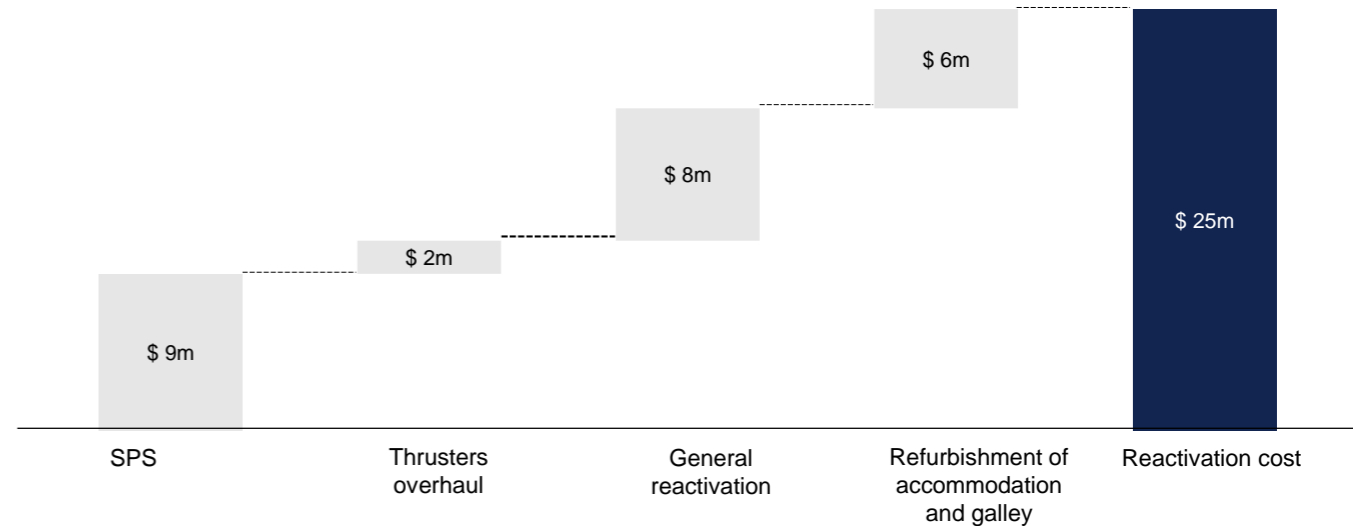 $ 6m
$ 8m
$ 25m
$ 2m
$ 9m
SPS
Thrusters
overhaul
General
reactivation
Refurbishment of
accommodation
and galley
Reactivation cost